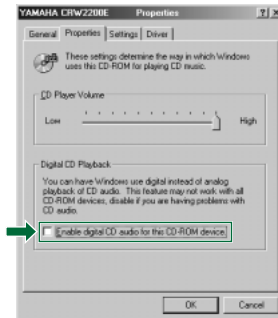 YAMAHA CRW2200E Properties
General Properties Settings Driver
These settings determine the way in which Windows
uses this CD-ROM for playing CD music.
CD Player Volume
Low High
Digital CD Playback
You can have Windows use digital instead of analog
playback of CD audio. This feature may not work with all
CD-ROM devices, disable if you are having problems with
CD audio.
Enable digital CD audio for this CD-ROM device.
OK Cancel